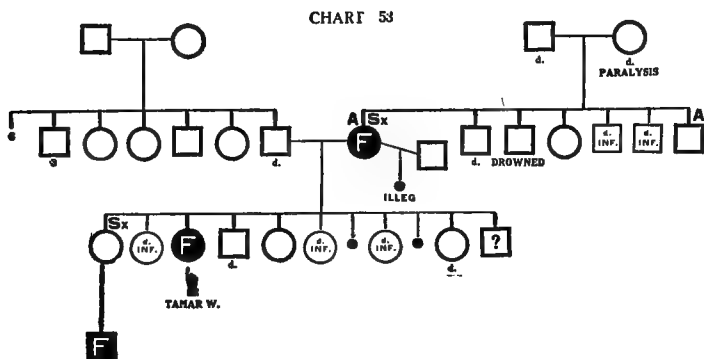 CHART 53
d.
d.
PARALYSIS
A Sx
A
F
d.
d.
DROWNED
d. INF.
d. INF.
ILLEG
Sx
d. INF.
F
d.
d. INF.
d. INF.
d.
?
TAMAR W.
F